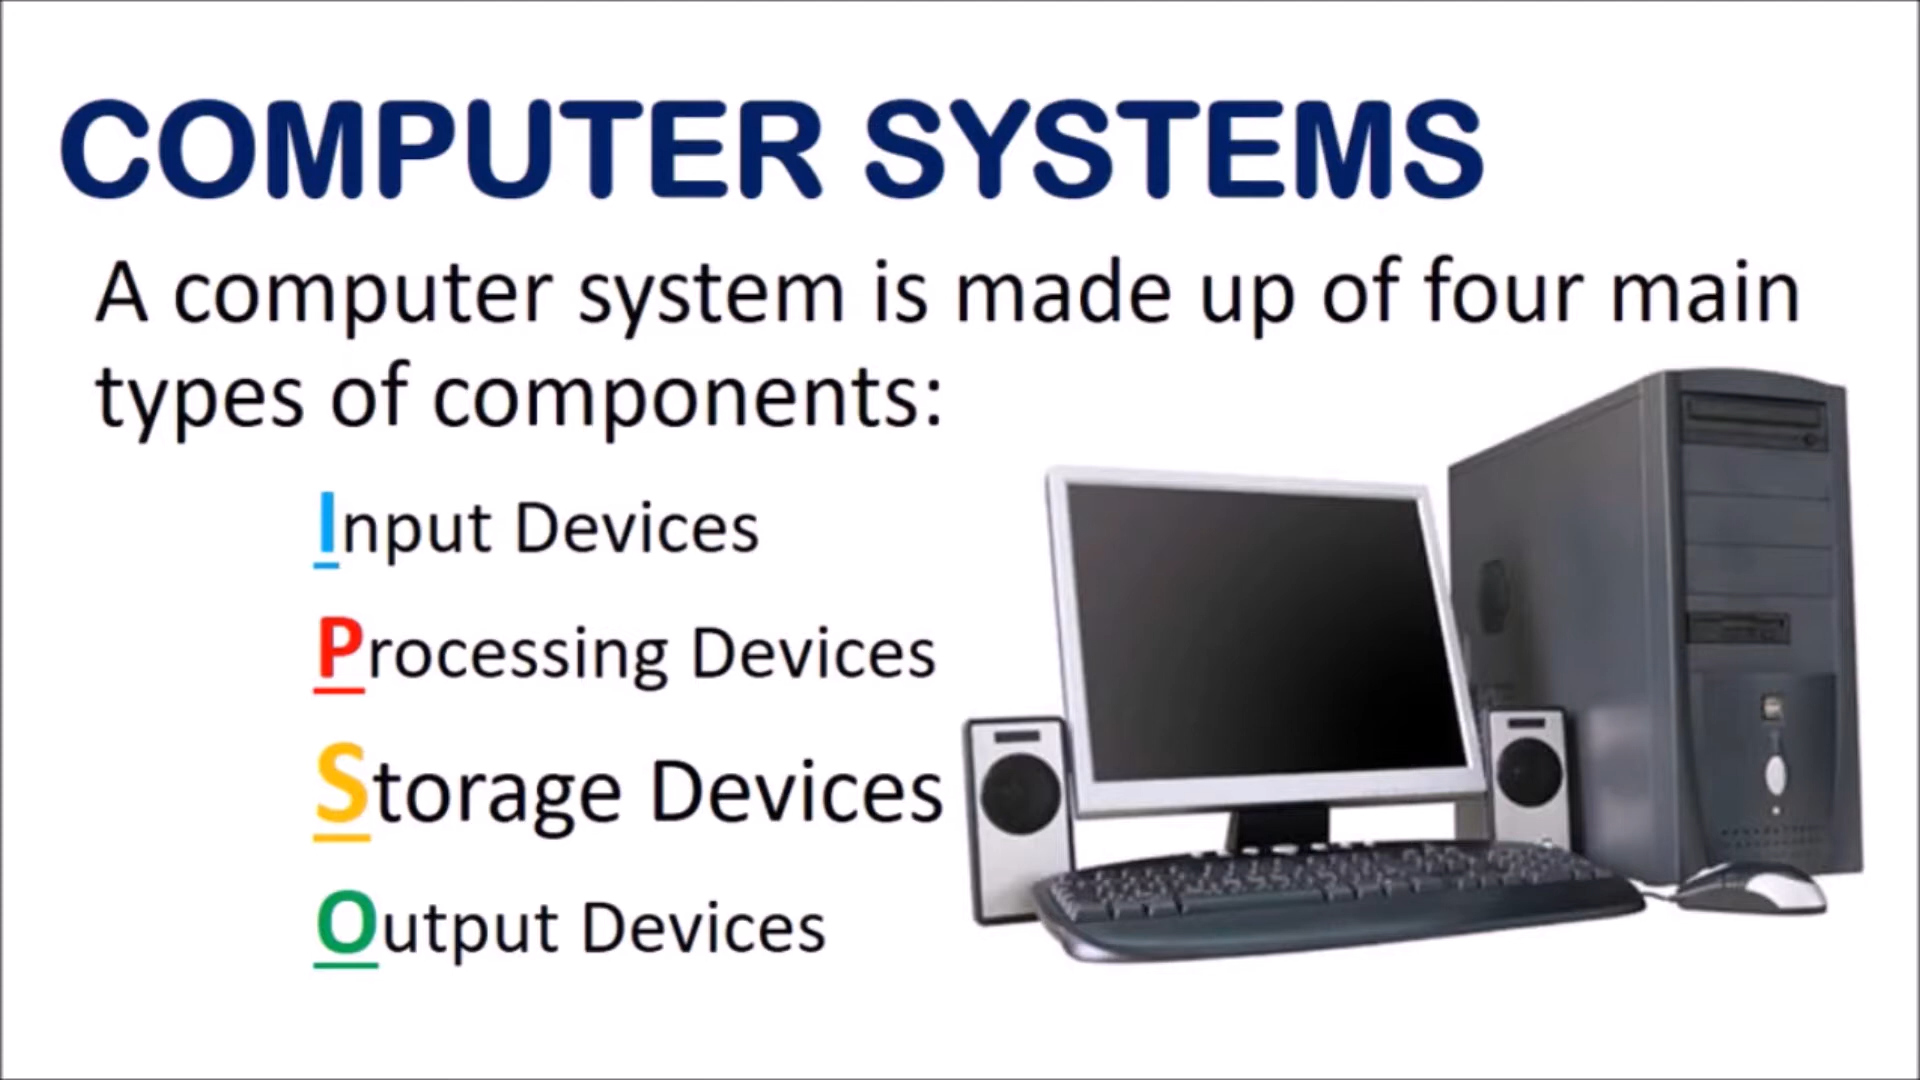 COMPUTER SYSTEMS
A computer system is made up of four main
types of components:
Input Devices
Processing Devices
Storage Devices
Output Devices